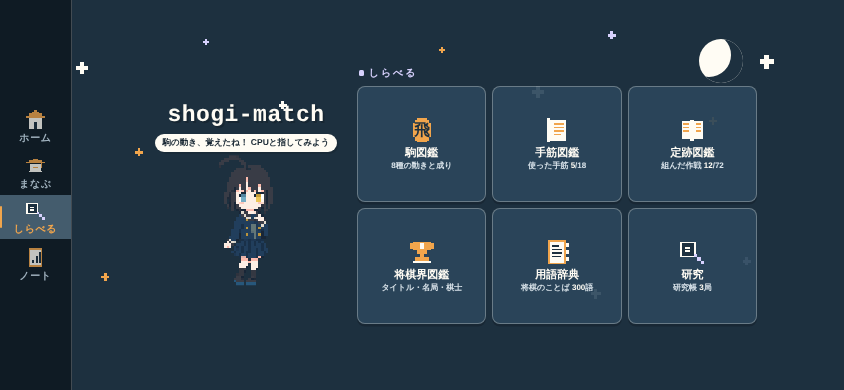 しらべる
shogi-match
駒の動き、覚えたね！ CPUと指してみよう
ホーム
まなぶ
しらべる
ノート
飛
駒図鑑
8種の動きと成り
手筋図鑑
使った手筋 5/18
定跡図鑑
組んだ作戦 12/72
将棋界図鑑
タイトル・名局・棋士
用語辞典
将棋のことば 300語
研究
研究帳 3局